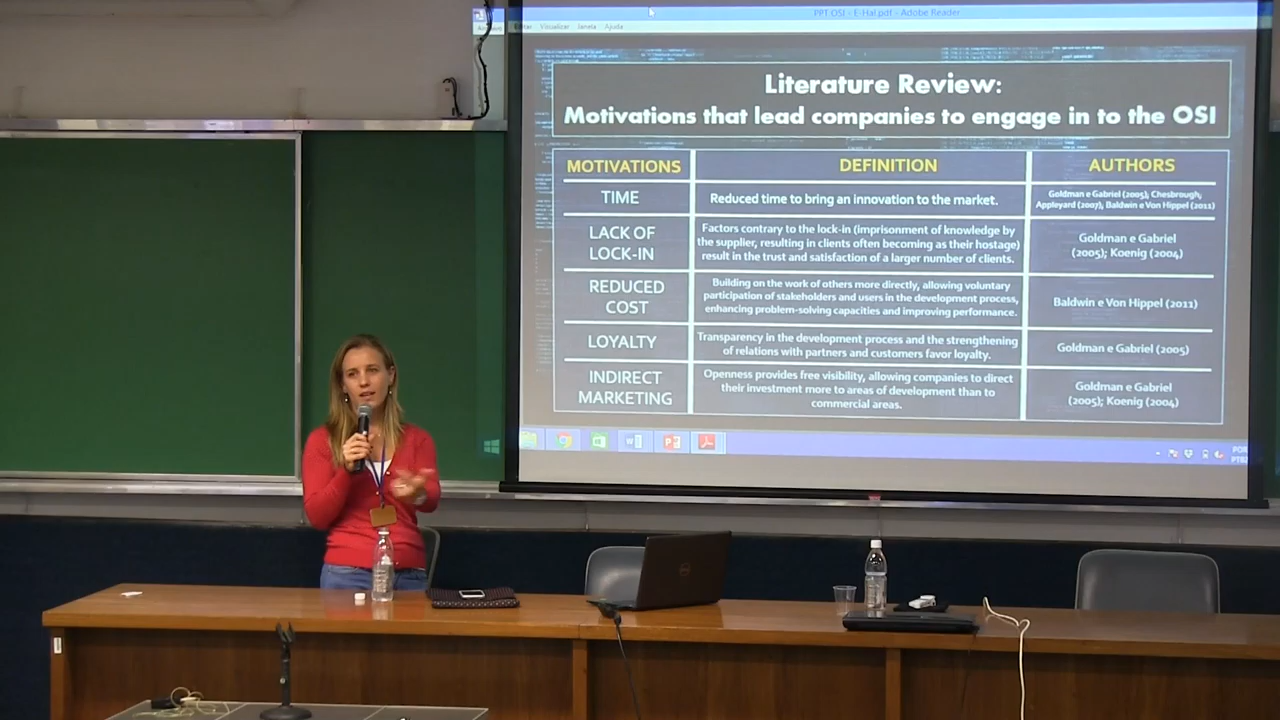 PPT OSI - E-Hal.pdf - Adobe Reader
Editar Visualizar Janela Ajuda
Literature Review:
Motivations that lead companies to engage in to the OSI
MOTIVATIONS DEFINITION AUTHORS
TIME
Reduced time to bring an innovation to the market.
Goldman e Gabriel (2005); Chesbrough;
Appleyard (2007); Baldwin e Von Hippel (2011)
LACK OF
LOCK-IN
Factors contrary to the lock-in (imprisonment of knowledge by
the supplier, resulting in clients often becoming as their hostage)
result in the trust and satisfaction of a larger number of clients.
Goldman e Gabriel
(2005); Koenig (2004)
REDUCED
COST
Building on the work of others more directly, allowing voluntary
participation of stakeholders and users in the development process,
enhancing problem-solving capacities and improving performance.
Baldwin e Von Hippel (2011)
LOYALTY
Transparency in the development process and the strengthening
of relations with partners and customers favor loyalty.
Goldman e Gabriel (2005)
INDIRECT
MARKETING
Openness provides free visibility, allowing companies to direct
their investment more to areas of development than to
commercial areas.
Goldman e Gabriel
(2005); Koenig (2004)
POR
PTB2